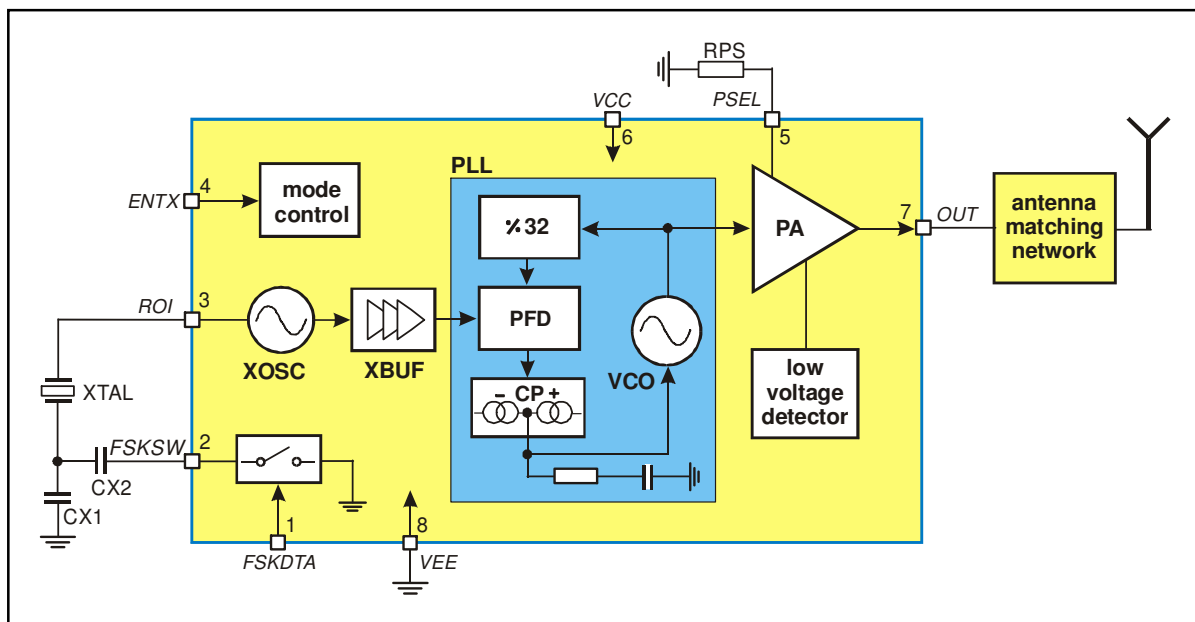 RPS
VCC
PSEL
6
5
PLL
ENTX
4
mode
control
÷32
PA
7
OUT
antenna
matching
network
ROI
3
PFD
XOSC
XBUF
VCO
low
voltage
detector
XTAL
- CP +
FSKSW
2
CX2
CX1
1
8
FSKDTA
VEE